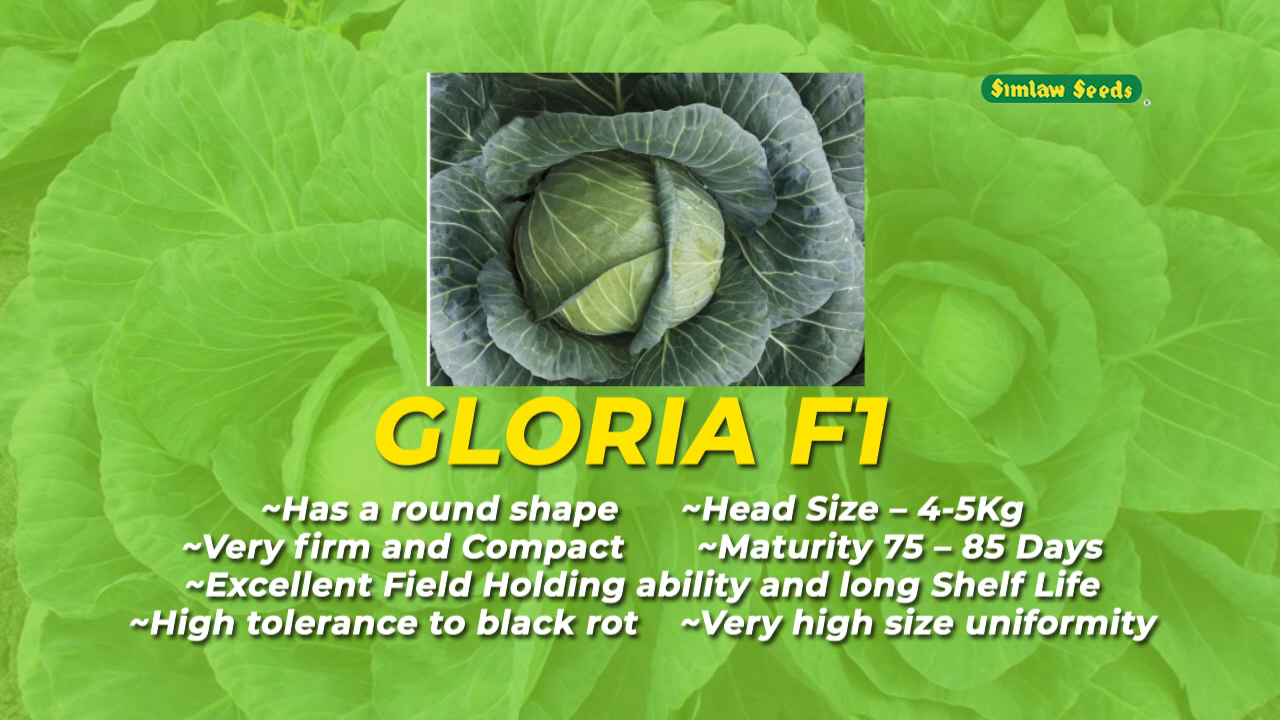 Simlaw Seeds
®
GLORIA F1
~Has a round shape ~Head Size – 4-5Kg
~Very firm and Compact ~Maturity 75 – 85 Days
~Excellent Field Holding ability and long Shelf Life
~High tolerance to black rot ~Very high size uniformity